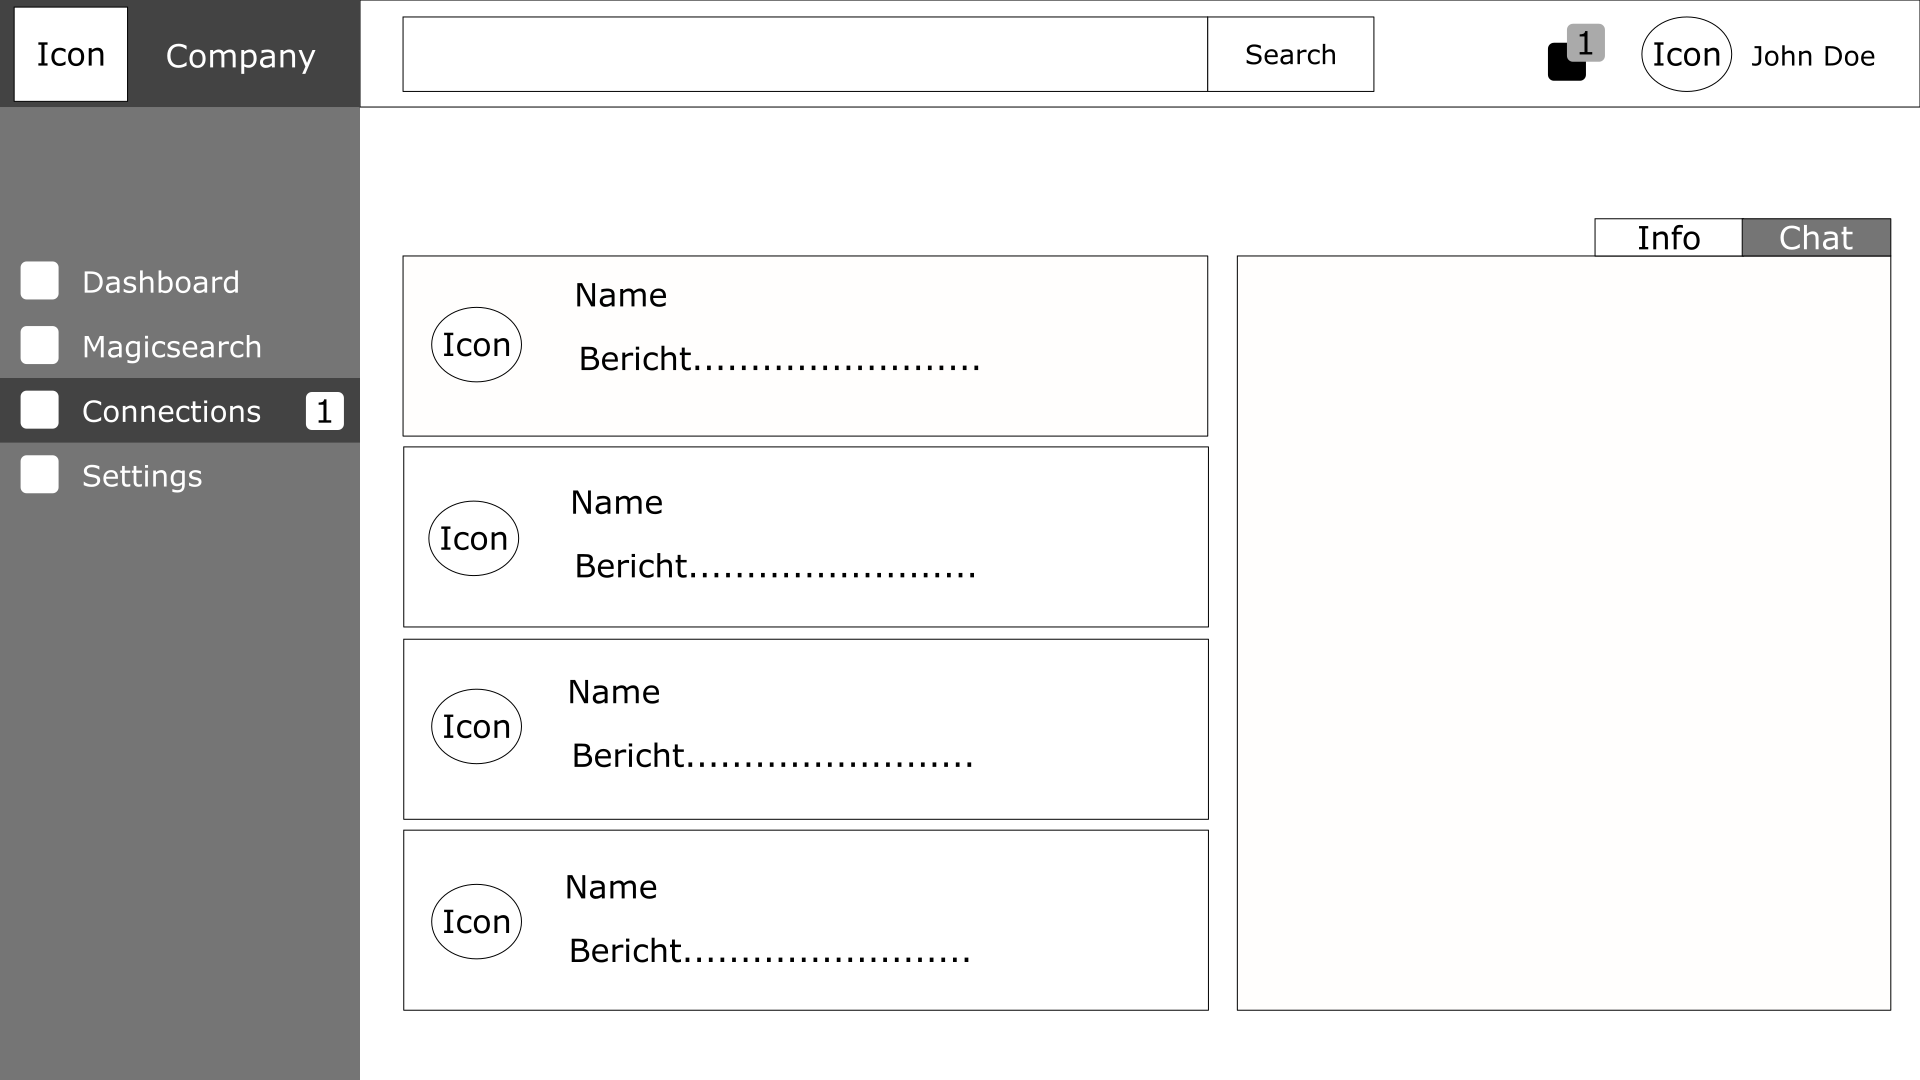 Icon Company
Search
1
Icon John Doe
Dashboard
Magicsearch
Connections 1
Settings
Info Chat
Icon
Name
Bericht.........................
Icon
Name
Bericht.........................
Icon
Name
Bericht.........................
Icon
Name
Bericht.........................